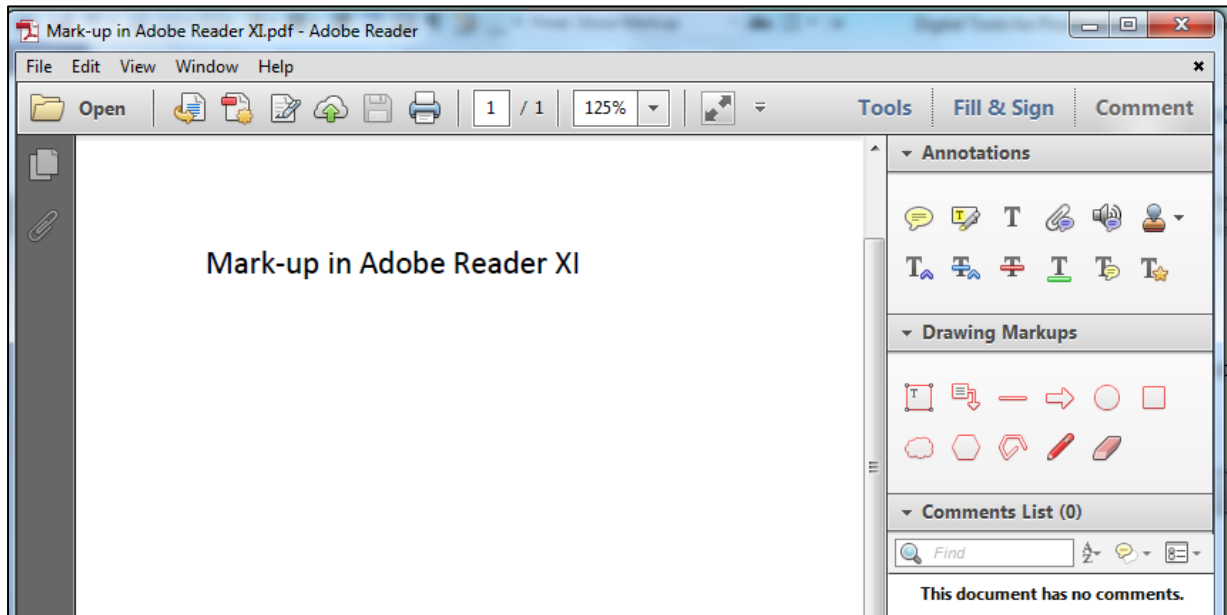 Mark-up in Adobe Reader XI.pdf - Adobe Reader
File Edit View Window Help
Open 1 / 1 125% Tools Fill & Sign Comment
Annotations
Mark-up in Adobe Reader XI
Drawing Markups
Comments List (0)
Find
This document has no comments.